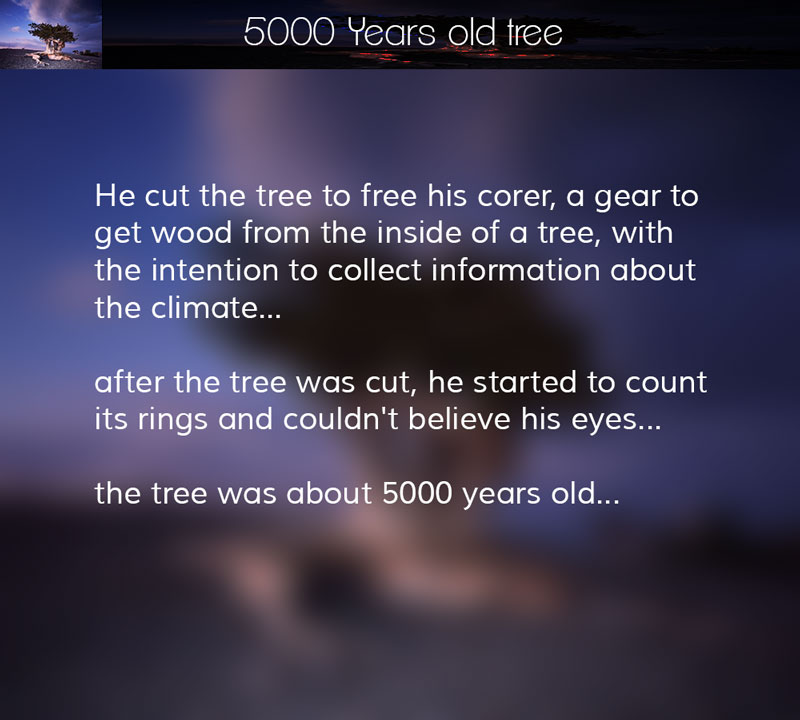 5000 Years old tree
He cut the tree to free his corer, a gear to
get wood from the inside of a tree, with
the intention to collect information about
the climate...
after the tree was cut, he started to count
its rings and couldn't believe his eyes...
the tree was about 5000 years old...